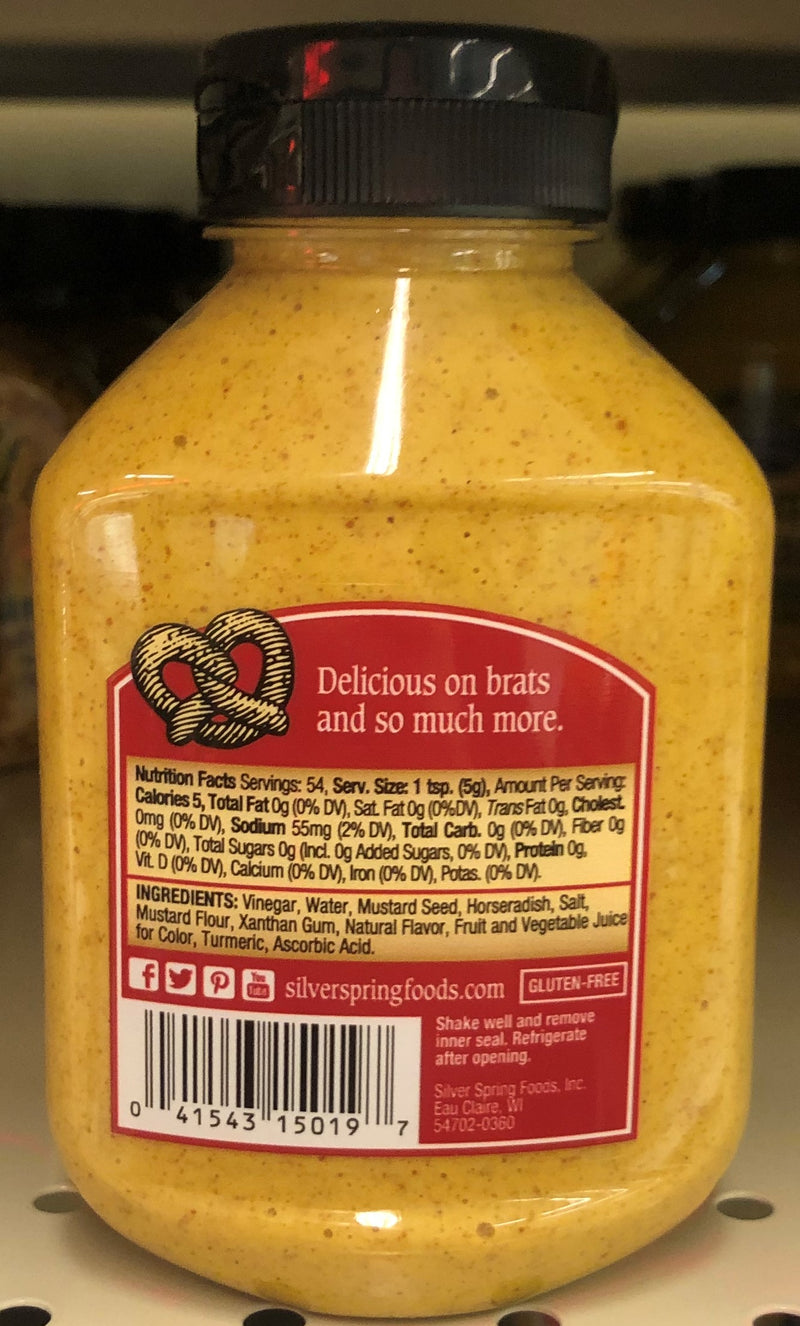 Delicious on brats
and so much more.
Nutrition Facts Servings: 54, Serv. Size: 1 tsp. (5g), Amount Per Serving:
Calories 5, Total Fat 0g (0% DV), Sat. Fat 0g (0%DV), Trans Fat 0g, Cholest.
0mg (0% DV), Sodium 55mg (2% DV), Total Carb. 0g (0% DV), Fiber 0g
(0% DV), Total Sugars 0g (Incl. 0g Added Sugars, 0% DV), Protein 0g,
Vit. D (0% DV), Calcium (0% DV), Iron (0% DV), Potas. (0% DV).
INGREDIENTS: Vinegar, Water, Mustard Seed, Horseradish, Salt,
Mustard Flour, Xanthan Gum, Natural Flavor, Fruit and Vegetable Juice
for Color, Turmeric, Ascorbic Acid.
You Tube silverspringfoods.com GLUTEN-FREE
Shake well and remove
inner seal. Refrigerate
after opening.
Silver Spring Foods, Inc.
Eau Claire, WI
54702-0360
0 41543 15019 7